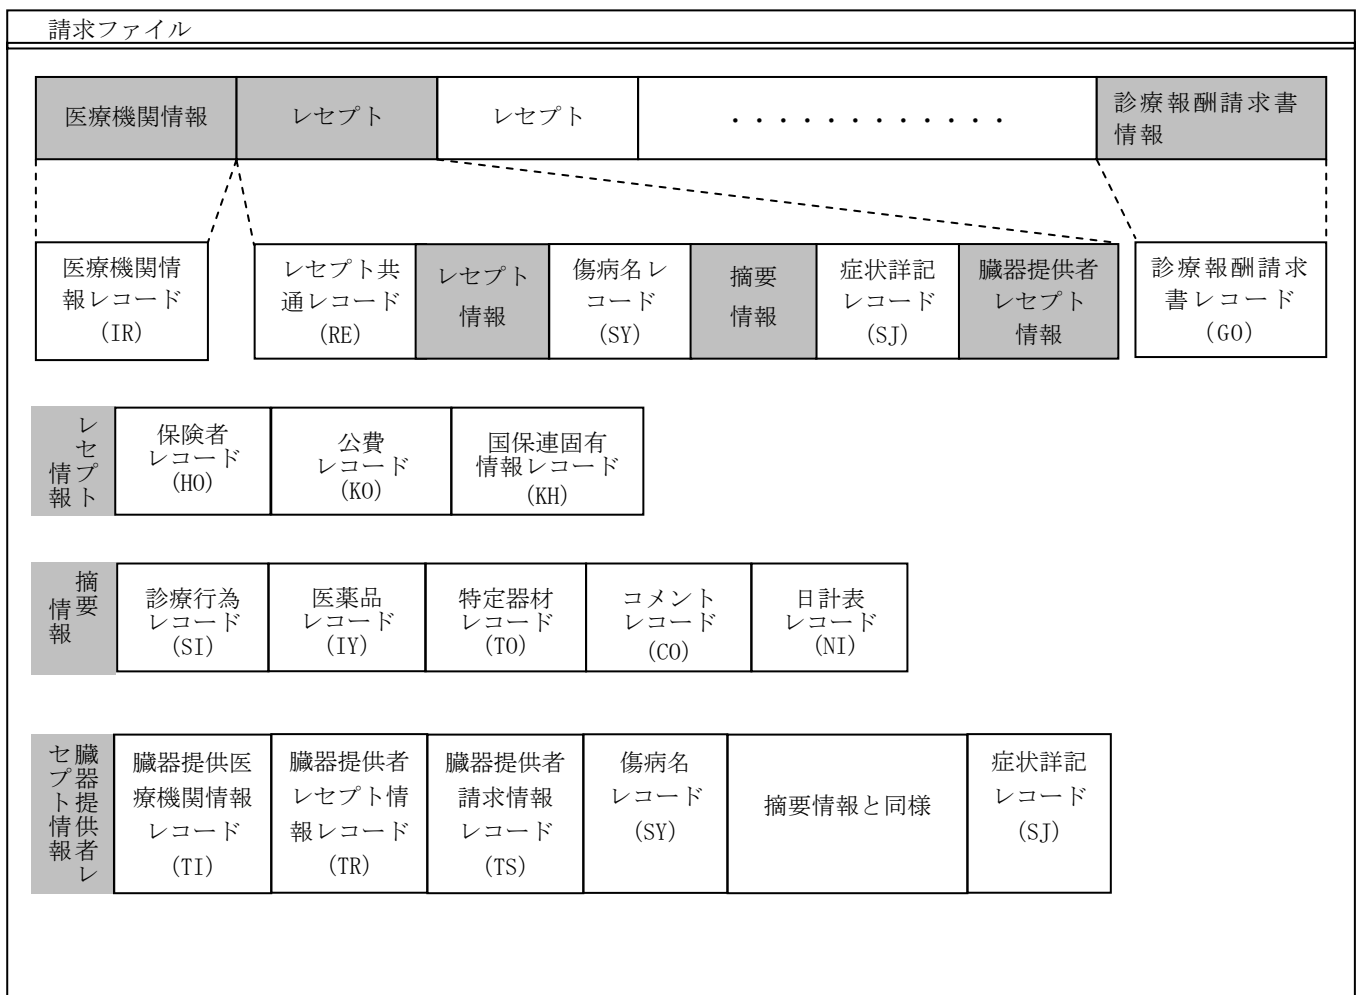 請求ファイル
医療機関情報
レセプト
レセプト
・・・・・・・・・・・・
診療報酬請求書
情報
医療機関情
報レコード
(IR)
レセプト共
通レコード
(RE)
レセプト
情報
傷病名レ
コード
(SY)
摘要
情報
症状詳記
レコード
(SJ)
臓器提供者
レセプト
情報
診療報酬請求
書レコード
(GO)
レセプト
情報
保険者
レコード
(HO)
公費
レコード
(KO)
国保連固有
情報レコード
(KH)
摘要
情報
診療行為
レコード
(SI)
医薬品
レコード
(IY)
特定器材
レコード
(TO)
コメント
レコード
(CO)
日計表
レコード
(NI)
臓器提供者レ
セプト情報
臓器提供医
療機関情報
レコード
(TI)
臓器提供者
レセプト情
報レコード
(TR)
臓器提供者
請求情報
レコード
(TS)
傷病名
レコード
(SY)
摘要情報と同様
症状詳記
レコード
(SJ)